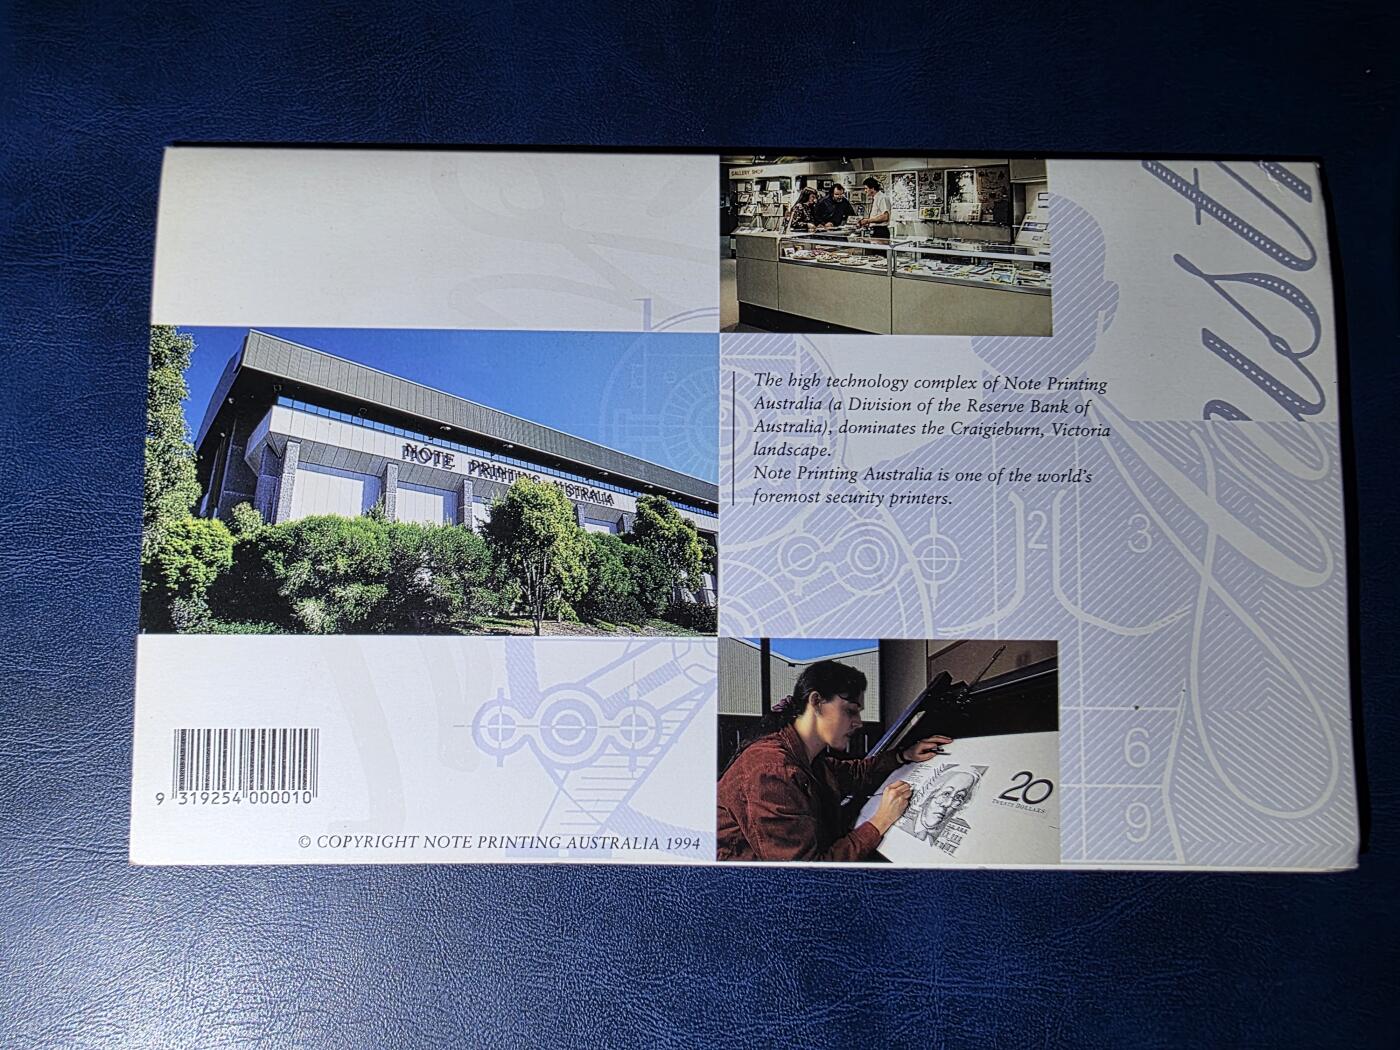 GALLERY SHOP
ust
NOTE PRINTING AUSTRALIA
The high technology complex of Note Printing
Australia (a Division of the Reserve Bank of
Australia), dominates the Craigieburn, Victoria
landscape.
Note Printing Australia is one of the world's
foremost security printers.
2 3
6
9
20
TWENTY DOLLARS
9 319254 000010
© COPYRIGHT NOTE PRINTING AUSTRALIA 1994